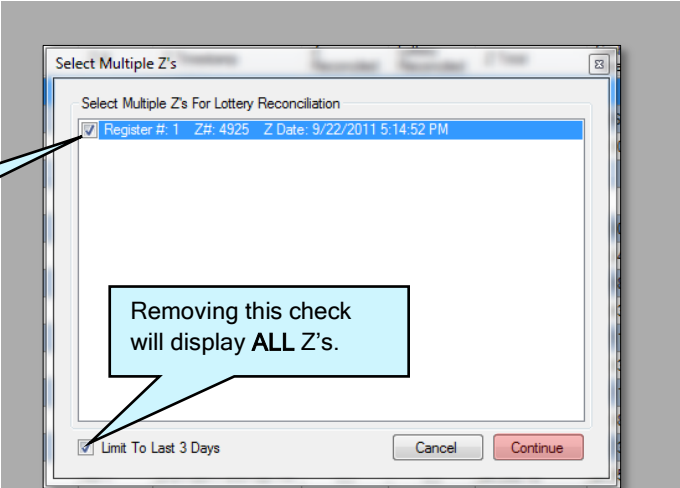 Select Multiple Z's
Select Multiple Z's For Lottery Reconciliation
Register #: 1 Z#: 4925 Z Date: 9/22/2011 5:14:52 PM
Removing this check
will display ALL Z's.
Limit To Last 3 Days
Cancel
Continue